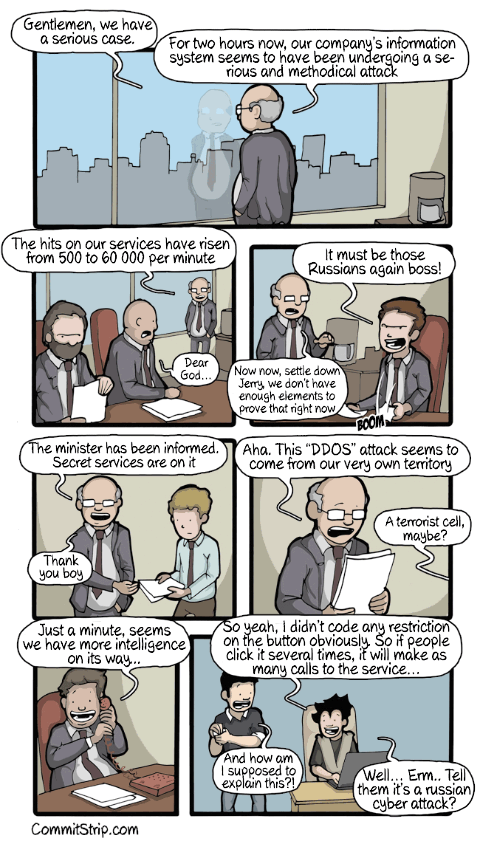 Gentlemen, we have
a serious case.
For two hours now, our company's information
system seems to have been undergoing a se-
rious and methodical attack
The hits on our services have risen
from 500 to 60 000 per minute
Dear
God...
It must be those
Russians again boss!
Now now, settle down
Jerry, we don't have
enough elements to
prove that right now
BOOM
The minister has been informed.
Secret services are on it
Thank
you boy
Aha. This "DDOS" attack seems to
come from our very own territory
A terrorist cell,
maybe?
Just a minute, seems
we have more intelligence
on its way...
So yeah, I didn't code any restriction
on the button obviously. So if people
click it several times, it will make as
many calls to the service...
And how am
I supposed to
explain this?!
Well... Erm.. Tell
them it's a russian
cyber attack?
CommitStrip.com